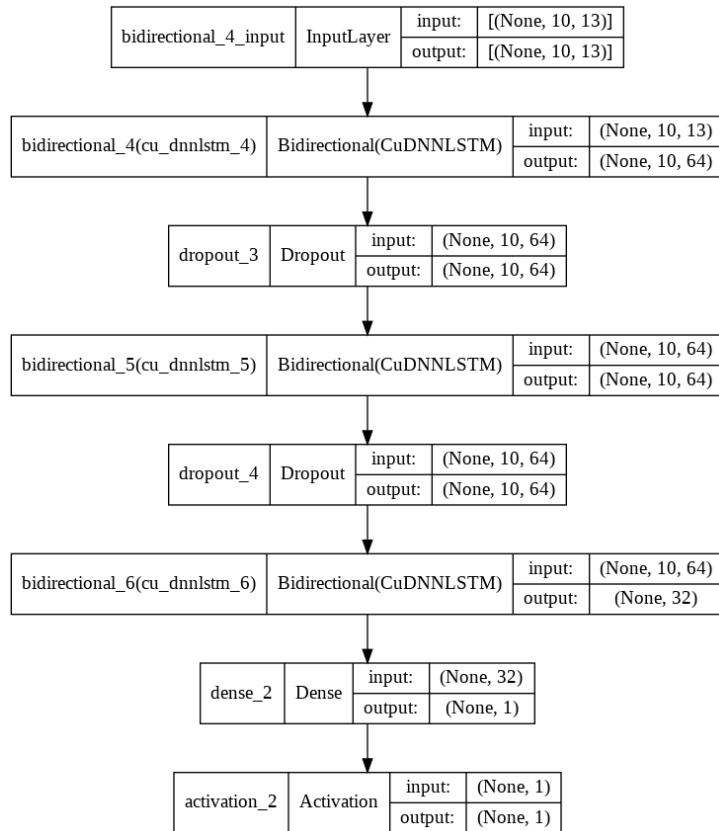 bidirectional_4_input InputLayer input: [(None, 10, 13)]
output: [(None, 10, 13)]
bidirectional_4(cu_dnnlstm_4) Bidirectional(CuDNNLSTM) input: (None, 10, 13)
output: (None, 10, 64)
dropout_3 Dropout input: (None, 10, 64)
output: (None, 10, 64)
bidirectional_5(cu_dnnlstm_5) Bidirectional(CuDNNLSTM) input: (None, 10, 64)
output: (None, 10, 64)
dropout_4 Dropout input: (None, 10, 64)
output: (None, 10, 64)
bidirectional_6(cu_dnnlstm_6) Bidirectional(CuDNNLSTM) input: (None, 10, 64)
output: (None, 32)
dense_2 Dense input: (None, 32)
output: (None, 1)
activation_2 Activation input: (None, 1)
output: (None, 1)